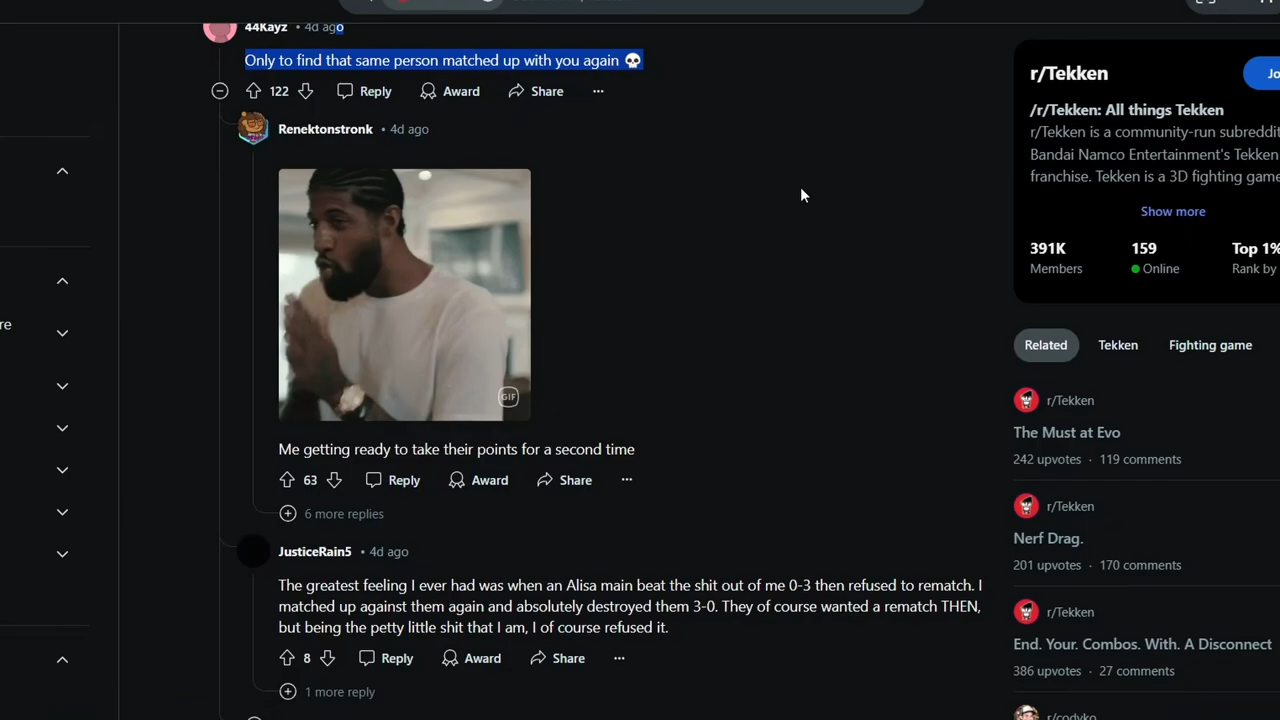 44Kayz • 4d ago
Only to find that same person matched up with you again 💀
122 Reply Award Share
Renektonstronk • 4d ago
GIF
Me getting ready to take their points for a second time
63 Reply Award Share
6 more replies
JusticeRain5 • 4d ago
The greatest feeling I ever had was when an Alisa main beat the shit out of me 0-3 then refused to rematch. I
matched up against them again and absolutely destroyed them 3-0. They of course wanted a rematch THEN,
but being the petty little shit that I am, I of course refused it.
8 Reply Award Share
1 more reply
re
r/Tekken
Jo
/r/Tekken: All things Tekken
r/Tekken is a community-run subreddit
Bandai Namco Entertainment's Tekken
franchise. Tekken is a 3D fighting game
Show more
391K 159 Top 1%
Members Online Rank by
Related Tekken Fighting game
r/Tekken
The Must at Evo
242 upvotes · 119 comments
r/Tekken
Nerf Drag.
201 upvotes · 170 comments
r/Tekken
End. Your. Combos. With. A Disconnect
386 upvotes · 27 comments
r/codyko